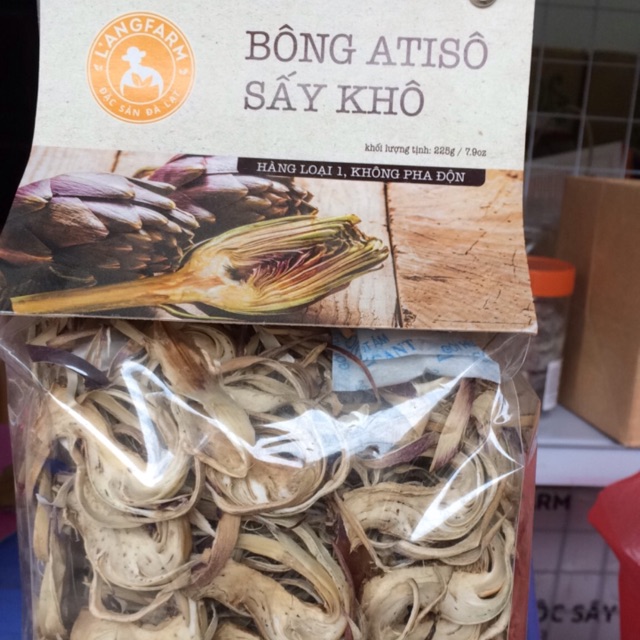 L'ANGFARM
ĐẶC SẢN ĐÀ LẠT
BÔNG ATISÔ
SẤY KHÔ
khối lượng tịnh: 225g / 7.9oz
HÀNG LOẠI 1, KHÔNG PHA ĐỘN